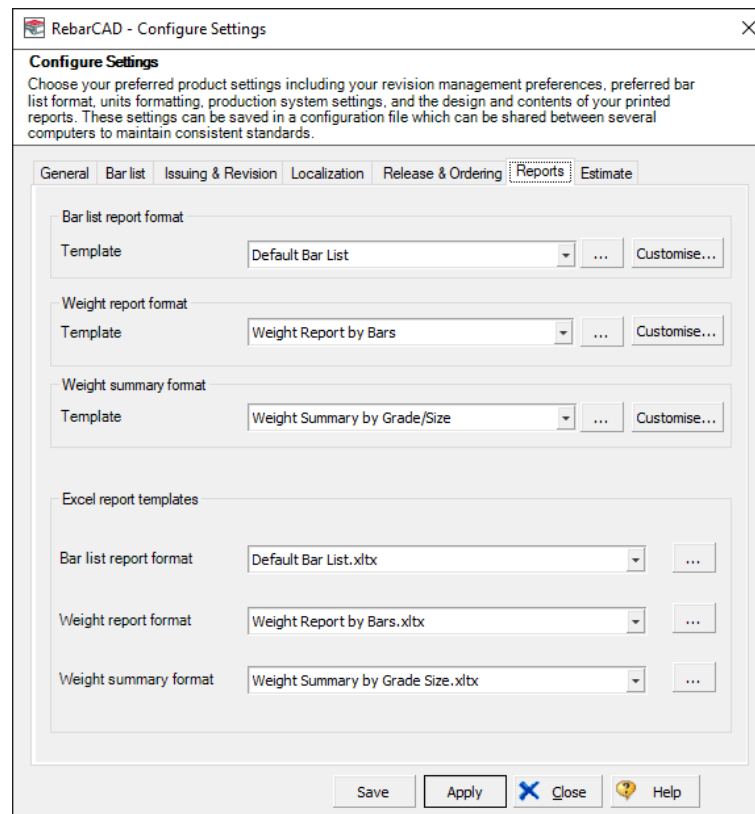 RebarCAD - Configure Settings
Configure Settings
Choose your preferred product settings including your revision management preferences, preferred bar
list format, units formatting, production system settings, and the design and contents of your printed
reports. These settings can be saved in a configuration file which can be shared between several
computers to maintain consistent standards.
General Bar list Issuing & Revision Localization Release & Ordering Reports Estimate
Bar list report format
Template Default Bar List ... Customise...
Weight report format
Template Weight Report by Bars ... Customise...
Weight summary format
Template Weight Summary by Grade/Size ... Customise...
Excel report templates
Bar list report format Default Bar List.xltx ...
Weight report format Weight Report by Bars.xltx ...
Weight summary format Weight Summary by Grade Size.xltx ...
Save Apply Close Help